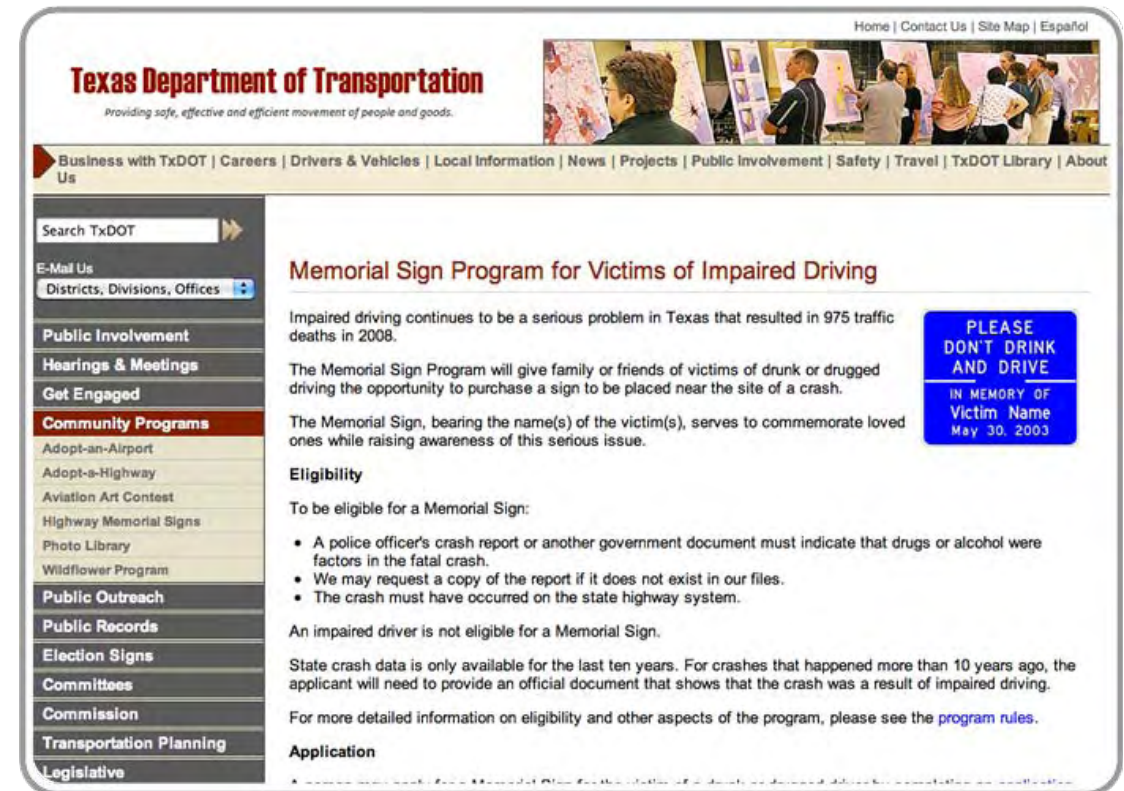 Home | Contact Us | Site Map | Español
Texas Department of Transportation
Providing safe, effective and efficient movement of people and goods.
Business with TxDOT | Careers | Drivers & Vehicles | Local Information | News | Projects | Public Involvement | Safety | Travel | TxDOT Library | About
Us
Search TxDOT
E-Mail Us
Districts, Divisions, Offices
Public Involvement
Hearings & Meetings
Get Engaged
Community Programs
Adopt-an-Airport
Adopt-a-Highway
Aviation Art Contest
Highway Memorial Signs
Photo Library
Wildflower Program
Public Outreach
Public Records
Election Signs
Committees
Commission
Transportation Planning
Legislative
Memorial Sign Program for Victims of Impaired Driving
Impaired driving continues to be a serious problem in Texas that resulted in 975 traffic
deaths in 2008.
The Memorial Sign Program will give family or friends of victims of drunk or drugged
driving the opportunity to purchase a sign to be placed near the site of a crash.
The Memorial Sign, bearing the name(s) of the victim(s), serves to commemorate loved
ones while raising awareness of this serious issue.
PLEASE
DON'T DRINK
AND DRIVE
IN MEMORY OF
Victim Name
May 30, 2003
Eligibility
To be eligible for a Memorial Sign:
• A police officer's crash report or another government document must indicate that drugs or alcohol were
factors in the fatal crash.
• We may request a copy of the report if it does not exist in our files.
• The crash must have occurred on the state highway system.
An impaired driver is not eligible for a Memorial Sign.
State crash data is only available for the last ten years. For crashes that happened more than 10 years ago, the
applicant will need to provide an official document that shows that the crash was a result of impaired driving.
For more detailed information on eligibility and other aspects of the program, please see the program rules.
Application